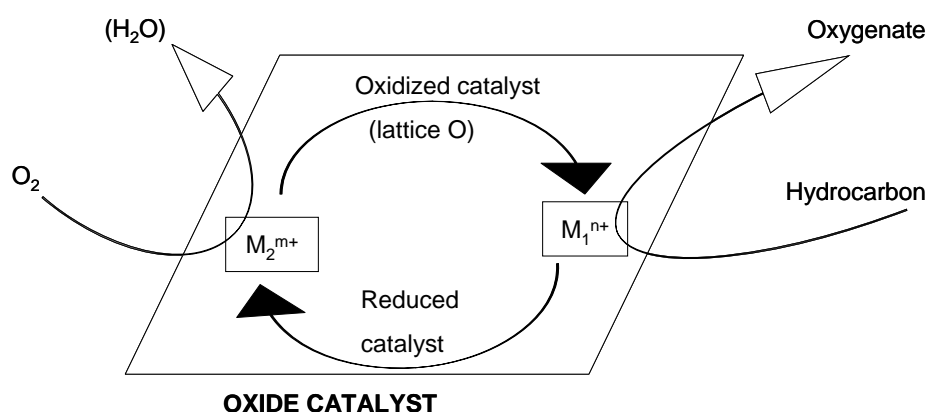 (H₂O)
Oxygenate
Oxidized catalyst
(lattice O)
O₂
Hydrocarbon
M₂ᵐ⁺
M₁ⁿ⁺
Reduced
catalyst
OXIDE CATALYST